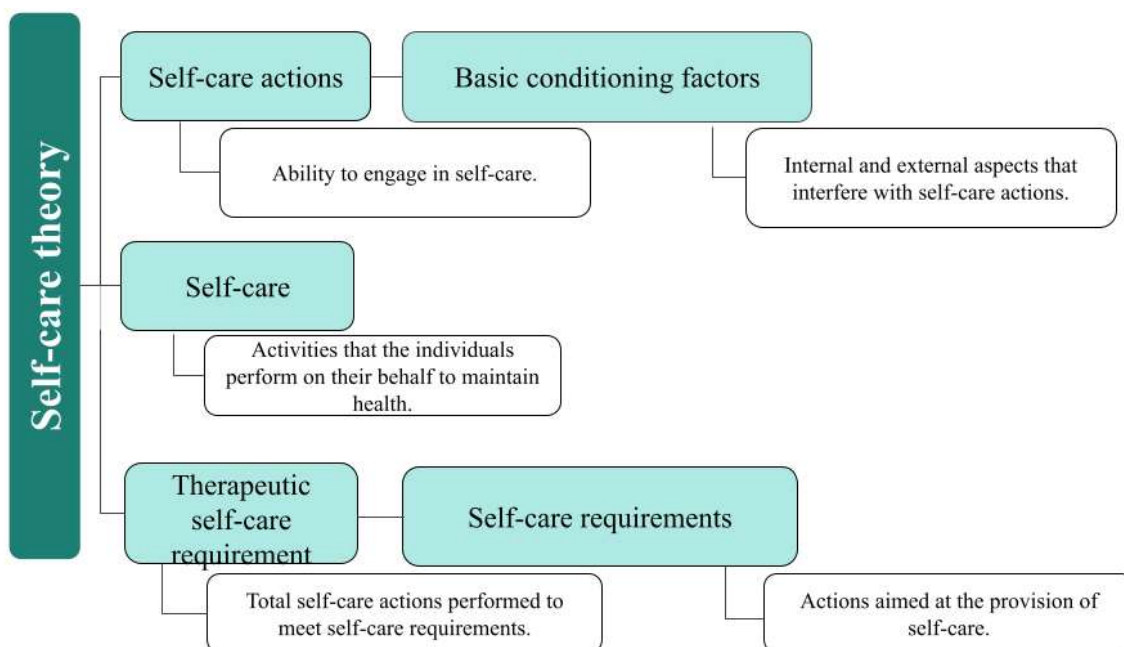 Self-care theory
Self-care actions
Basic conditioning factors
Ability to engage in self-care.
Internal and external aspects that
interfere with self-care actions.
Self-care
Activities that the individuals
perform on their behalf to maintain
health.
Therapeutic
self-care
requirement
Self-care requirements
Total self-care actions performed to
meet self-care requirements.
Actions aimed at the provision of
self-care.